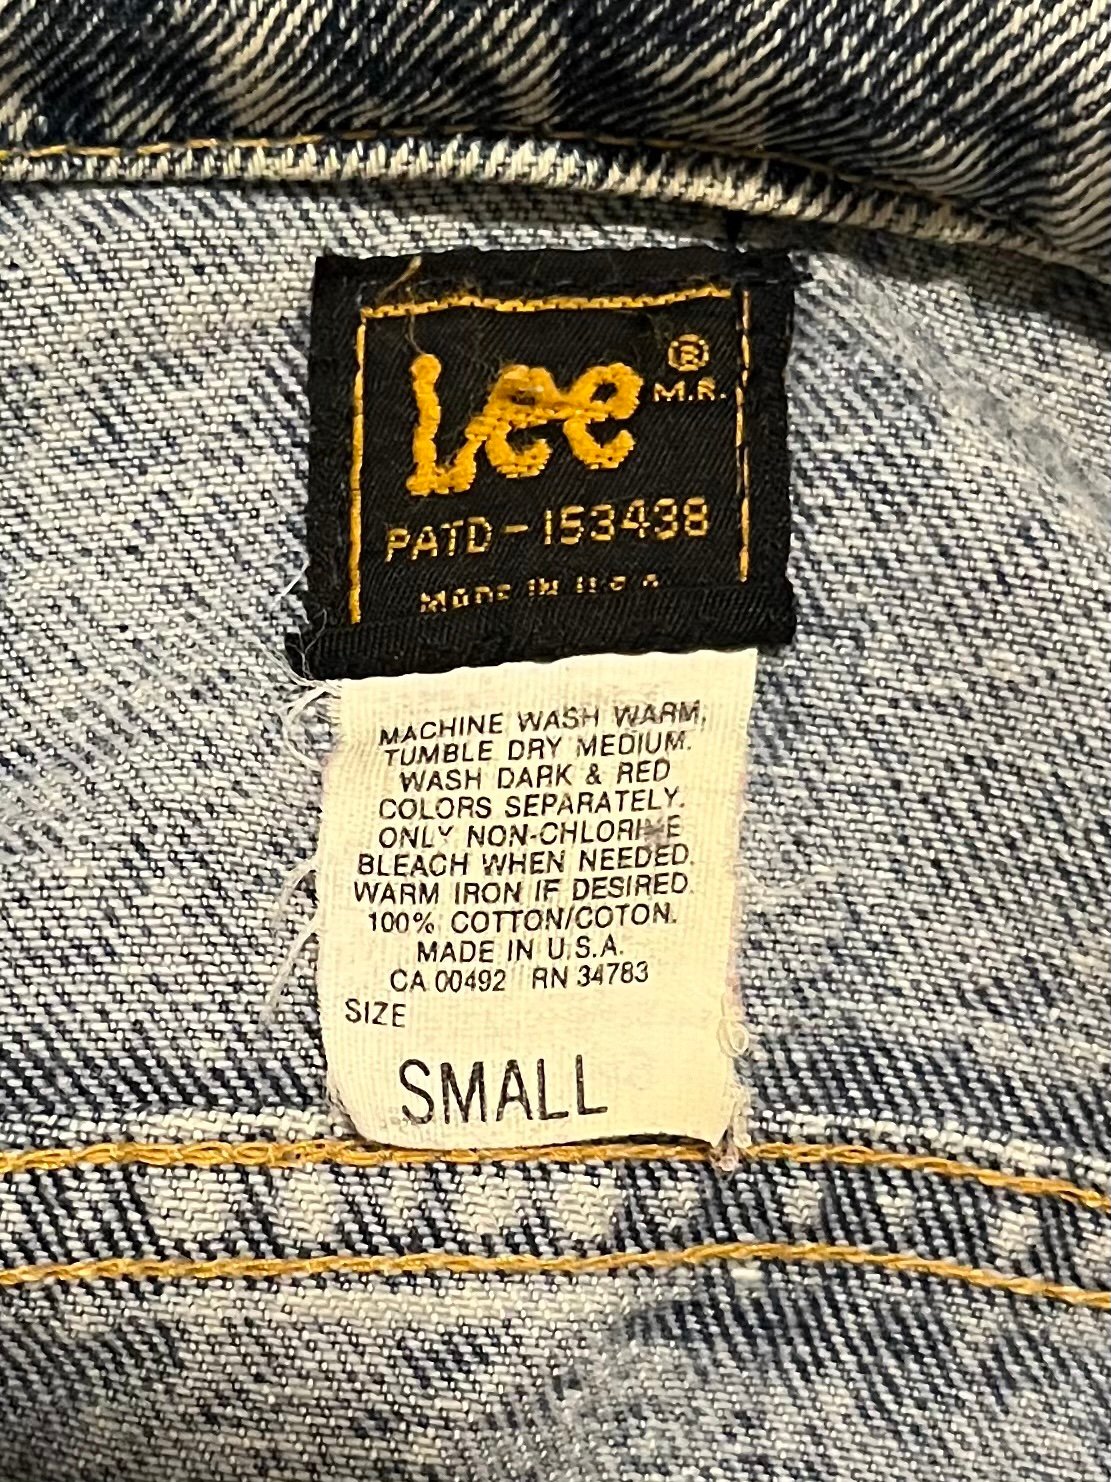 Lee ®
M.R.
PATD-153438
MADE IN U.S.A.
MACHINE WASH WARM,
TUMBLE DRY MEDIUM.
WASH DARK & RED
COLORS SEPARATELY.
ONLY NON-CHLORINE
BLEACH WHEN NEEDED.
WARM IRON IF DESIRED.
100% COTTON/COTON.
MADE IN U.S.A.
CA 00492 RN 34783
SIZE
SMALL